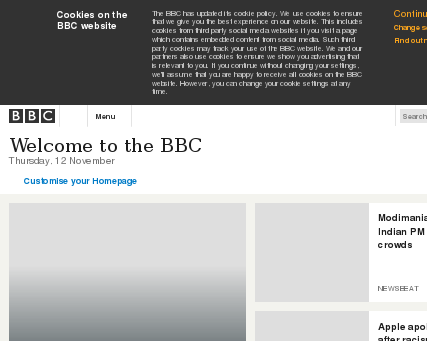 Cookies on the
BBC website
The BBC has updated its cookie policy. We use cookies to ensure
that we give you the best experience on our website. This includes
cookies from third party social media websites if you visit a page
which contains embedded content from social media. Such third
party cookies may track your use of the BBC website. We and our
partners also use cookies to ensure we show you advertising that
is relevant to you. If you continue without changing your settings,
we'll assume that you are happy to receive all cookies on the BBC
website. However, you can change your cookie settings at any
time.
Continu
Change s
Find out r
BBC
Menu
Search
Welcome to the BBC
Thursday, 12 November
Customise your Homepage
Modimania
Indian PM
crowds
NEWSBEAT
Apple apol
after racis